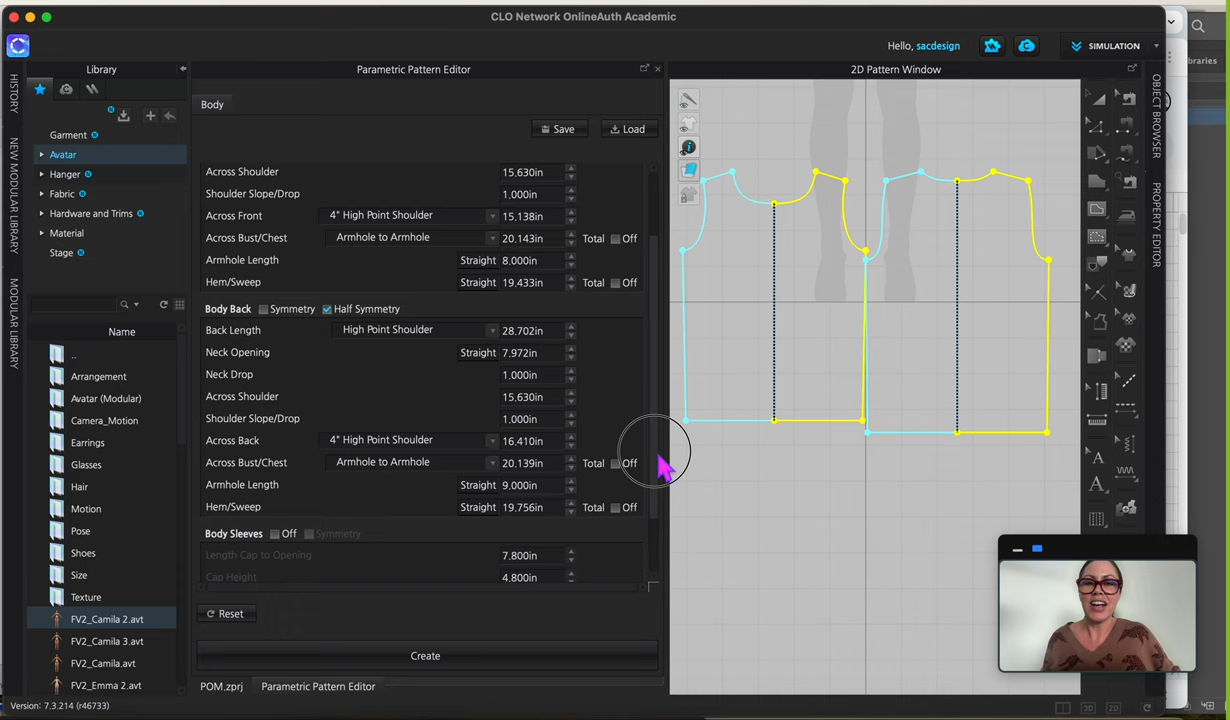 CLO Network OnlineAuth Academic
Hello, sacdesign
SIMULATION
Library
Parametric Pattern Editor
2D Pattern Window
HISTORY
NEW MODULAR LIBRARY
MODULAR LIBRARY
Garment
Avatar
Hanger
Fabric
Hardware and Trims
Material
Stage
Name
..
Arrangement
Avatar (Modular)
Camera_Motion
Earrings
Glasses
Hair
Motion
Pose
Shoes
Size
Texture
FV2_Camila 2.avt
FV2_Camila 3.avt
FV2_Camila.avt
FV2_Emma 2.avt
Body
Save
Load
Across Shoulder 15.630in
Shoulder Slope/Drop 1.000in
Across Front 4" High Point Shoulder 15.138in
Across Bust/Chest Armhole to Armhole 20.143in Total Off
Armhole Length Straight 8.000in
Hem/Sweep Straight 19.433in Total Off
Body Back Symmetry Half Symmetry
Back Length High Point Shoulder 28.702in
Neck Opening Straight 7.972in
Neck Drop 1.000in
Across Shoulder 15.630in
Shoulder Slope/Drop 1.000in
Across Back 4" High Point Shoulder 16.410in
Across Bust/Chest Armhole to Armhole 20.139in Total Off
Armhole Length Straight 9.000in
Hem/Sweep Straight 19.756in Total Off
Body Sleeves Off Symmetry
Length Cap to Opening 7.800in
Cap Height 4.800in
Reset
Create
POM.zprj
Parametric Pattern Editor
OBJECT BROWSER
PROPERTY EDITOR
braries
Version: 7.3.214 (r46733)
3D
2D